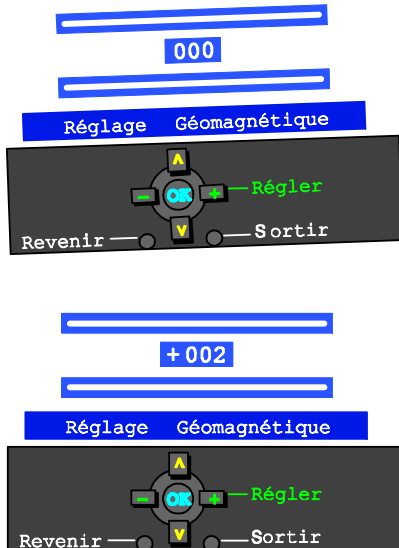 000
Réglage Géomagnétique
^
- OK + Régler
v
Revenir Sortir
+002
Réglage Géomagnétique
^
- OK + Régler
v
Revenir Sortir